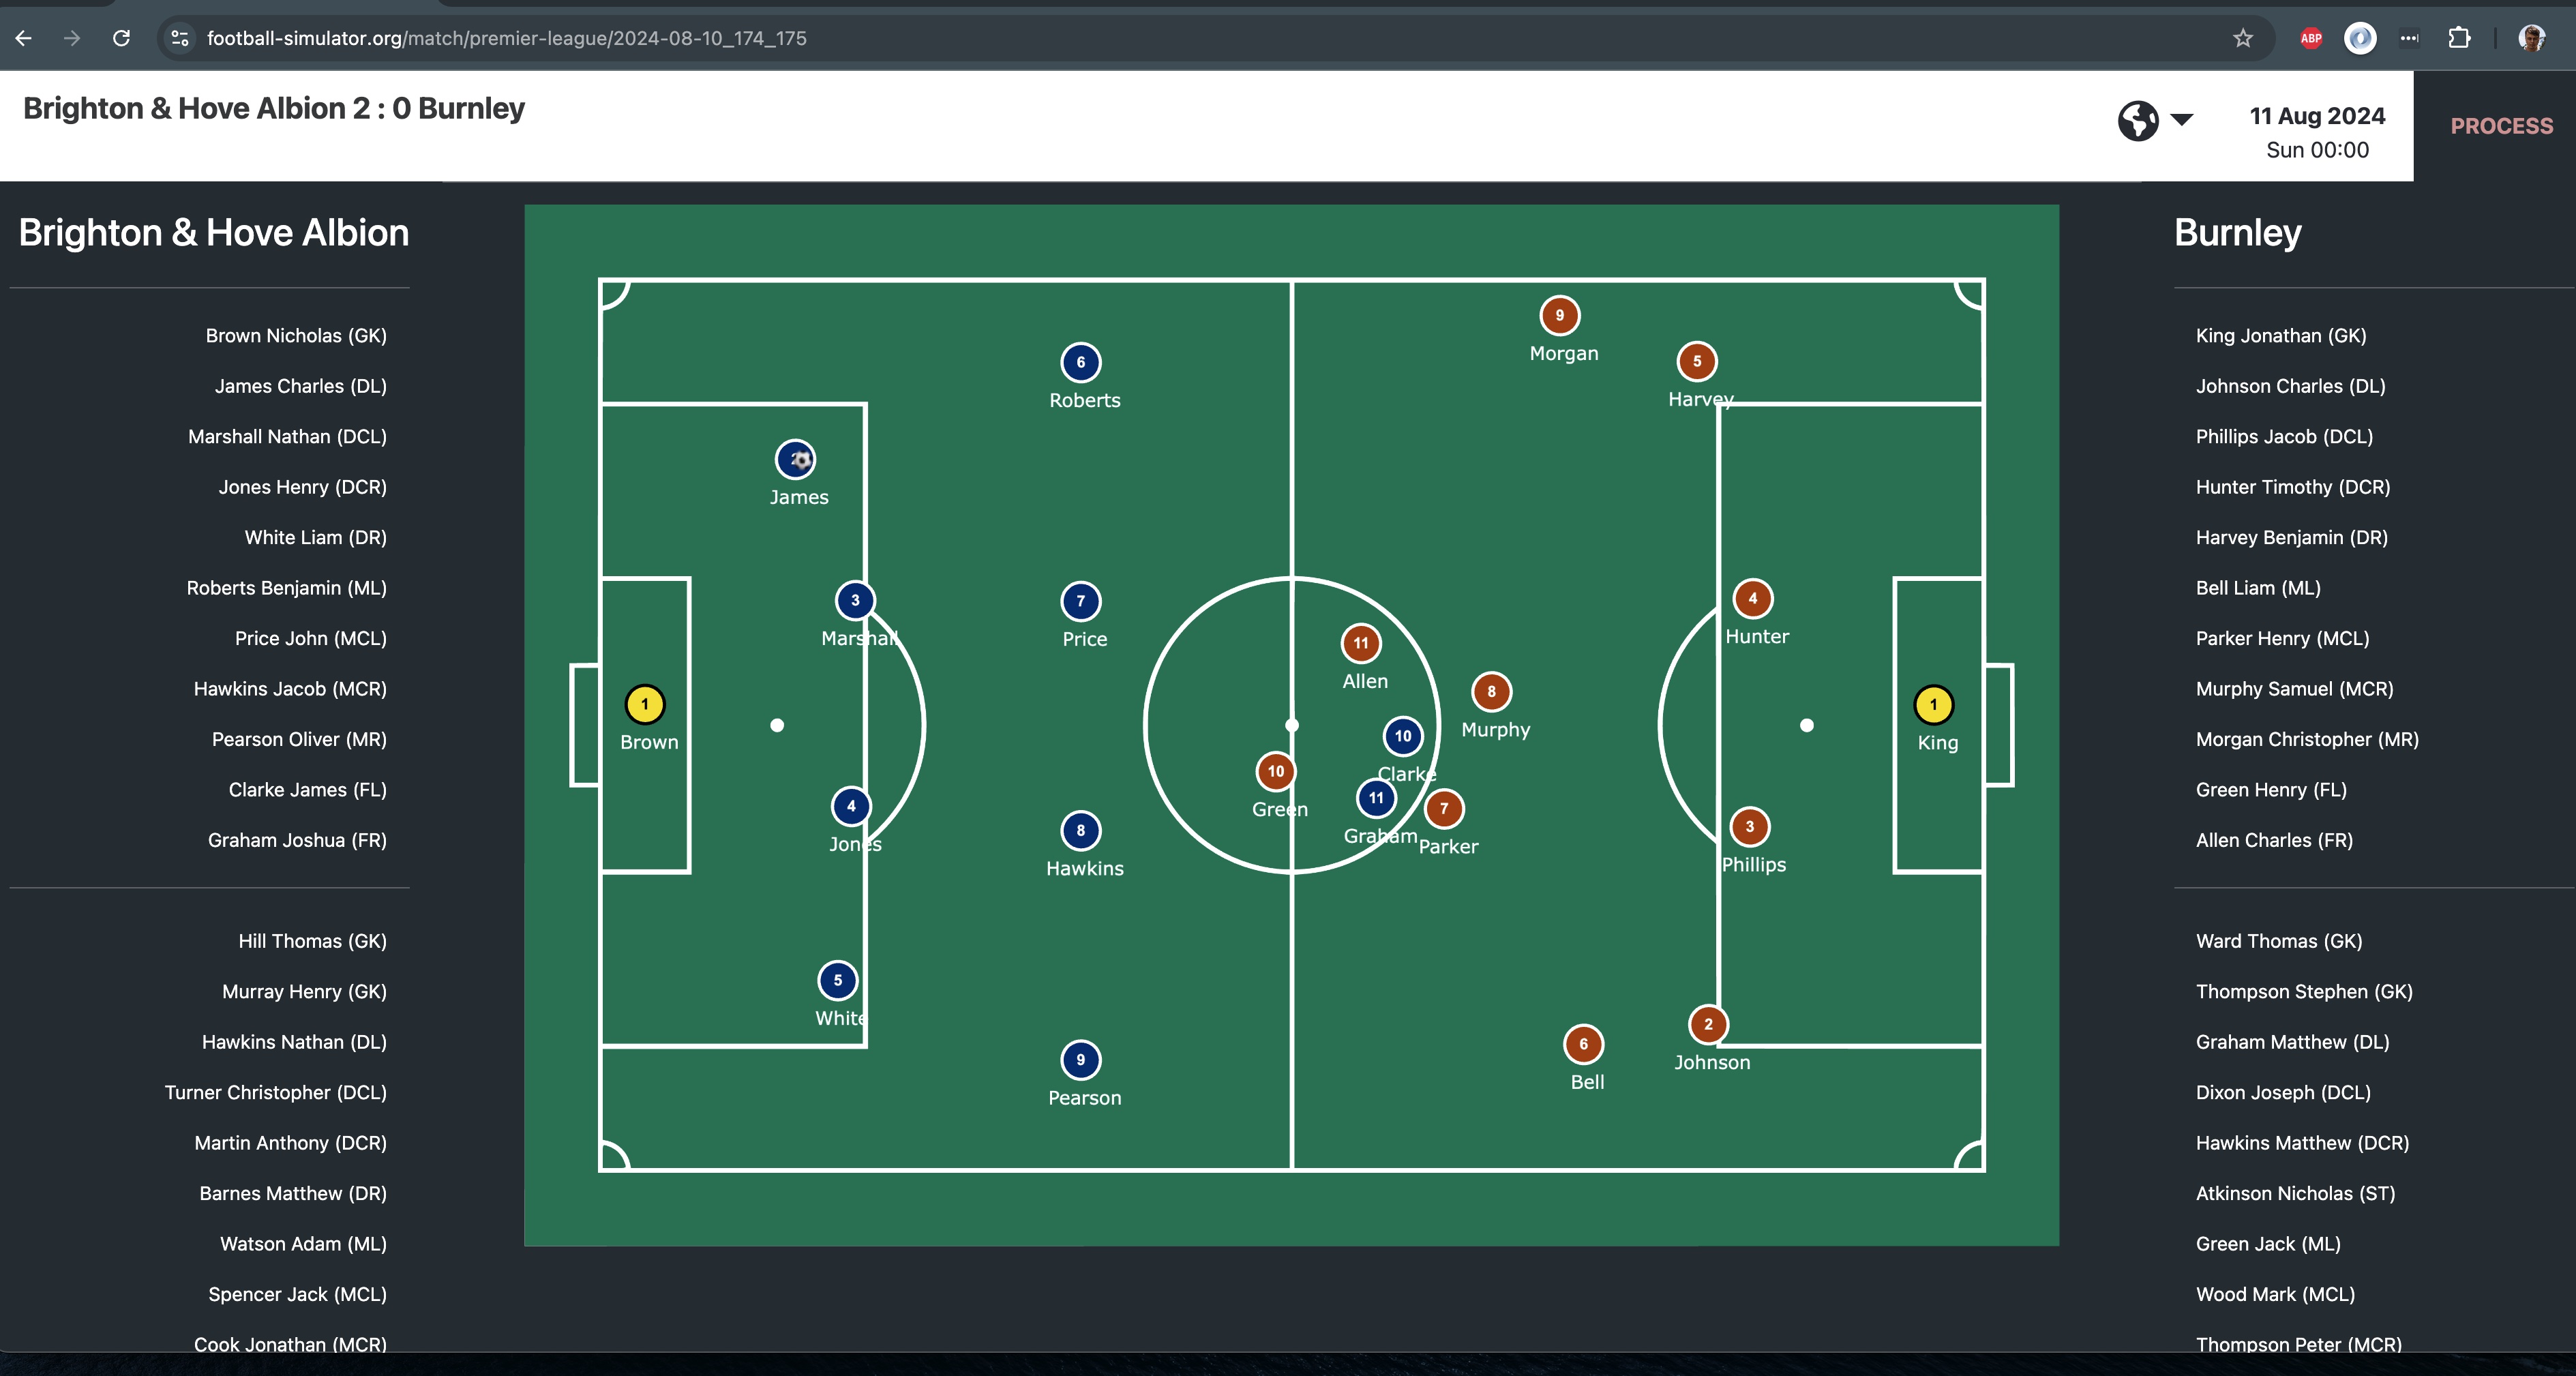 football-simulator.org/match/premier-league/2024-08-10_174_175
ABP
Brighton & Hove Albion 2 : 0 Burnley
11 Aug 2024
Sun 00:00
PROCESS
Brighton & Hove Albion
Brown Nicholas (GK)
James Charles (DL)
Marshall Nathan (DCL)
Jones Henry (DCR)
White Liam (DR)
Roberts Benjamin (ML)
Price John (MCL)
Hawkins Jacob (MCR)
Pearson Oliver (MR)
Clarke James (FL)
Graham Joshua (FR)
Hill Thomas (GK)
Murray Henry (GK)
Hawkins Nathan (DL)
Turner Christopher (DCL)
Martin Anthony (DCR)
Barnes Matthew (DR)
Watson Adam (ML)
Spencer Jack (MCL)
Cook Jonathan (MCR)
9
Morgan
6
Roberts
5
Harvey
James
3
Marshall
7
Price
4
Hunter
11
Allen
8
Murphy
1
Brown
1
King
10
Clarke
10
Green
11
Graham
7
Parker
4
Jones
8
Hawkins
3
Phillips
5
White
2
Johnson
6
Bell
9
Pearson
Burnley
King Jonathan (GK)
Johnson Charles (DL)
Phillips Jacob (DCL)
Hunter Timothy (DCR)
Harvey Benjamin (DR)
Bell Liam (ML)
Parker Henry (MCL)
Murphy Samuel (MCR)
Morgan Christopher (MR)
Green Henry (FL)
Allen Charles (FR)
Ward Thomas (GK)
Thompson Stephen (GK)
Graham Matthew (DL)
Dixon Joseph (DCL)
Hawkins Matthew (DCR)
Atkinson Nicholas (ST)
Green Jack (ML)
Wood Mark (MCL)
Thompson Peter (MCR)